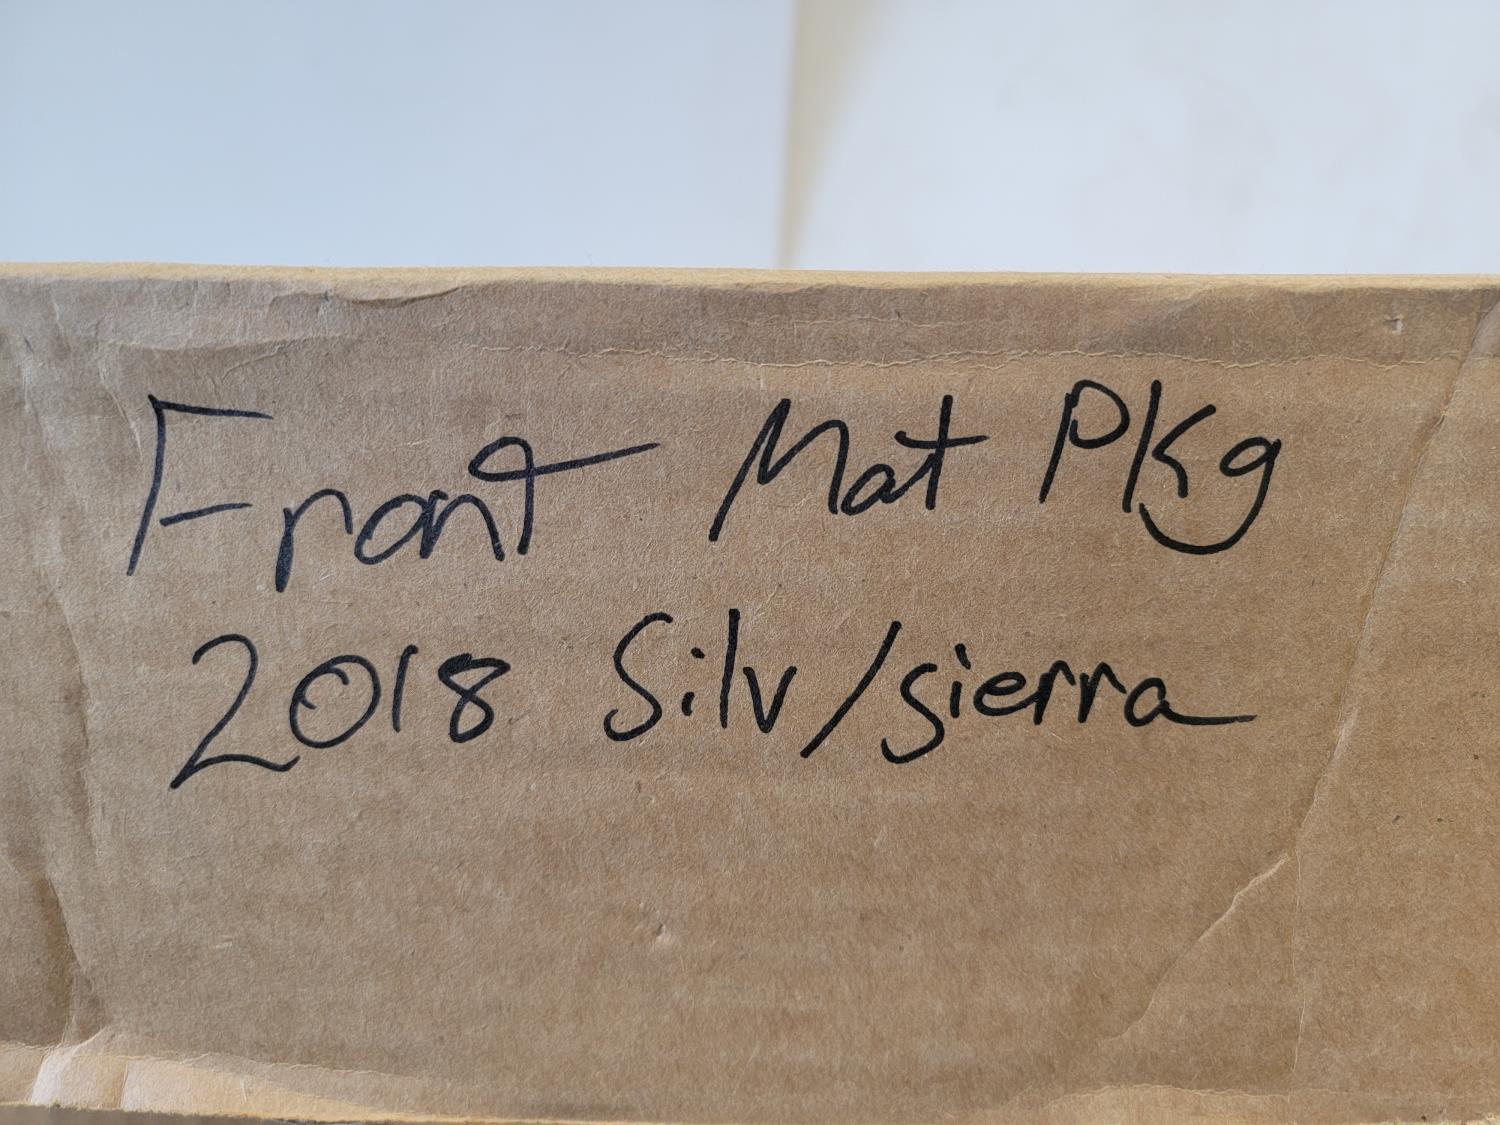 Front Mat Pkg
2018 Silv/sierra